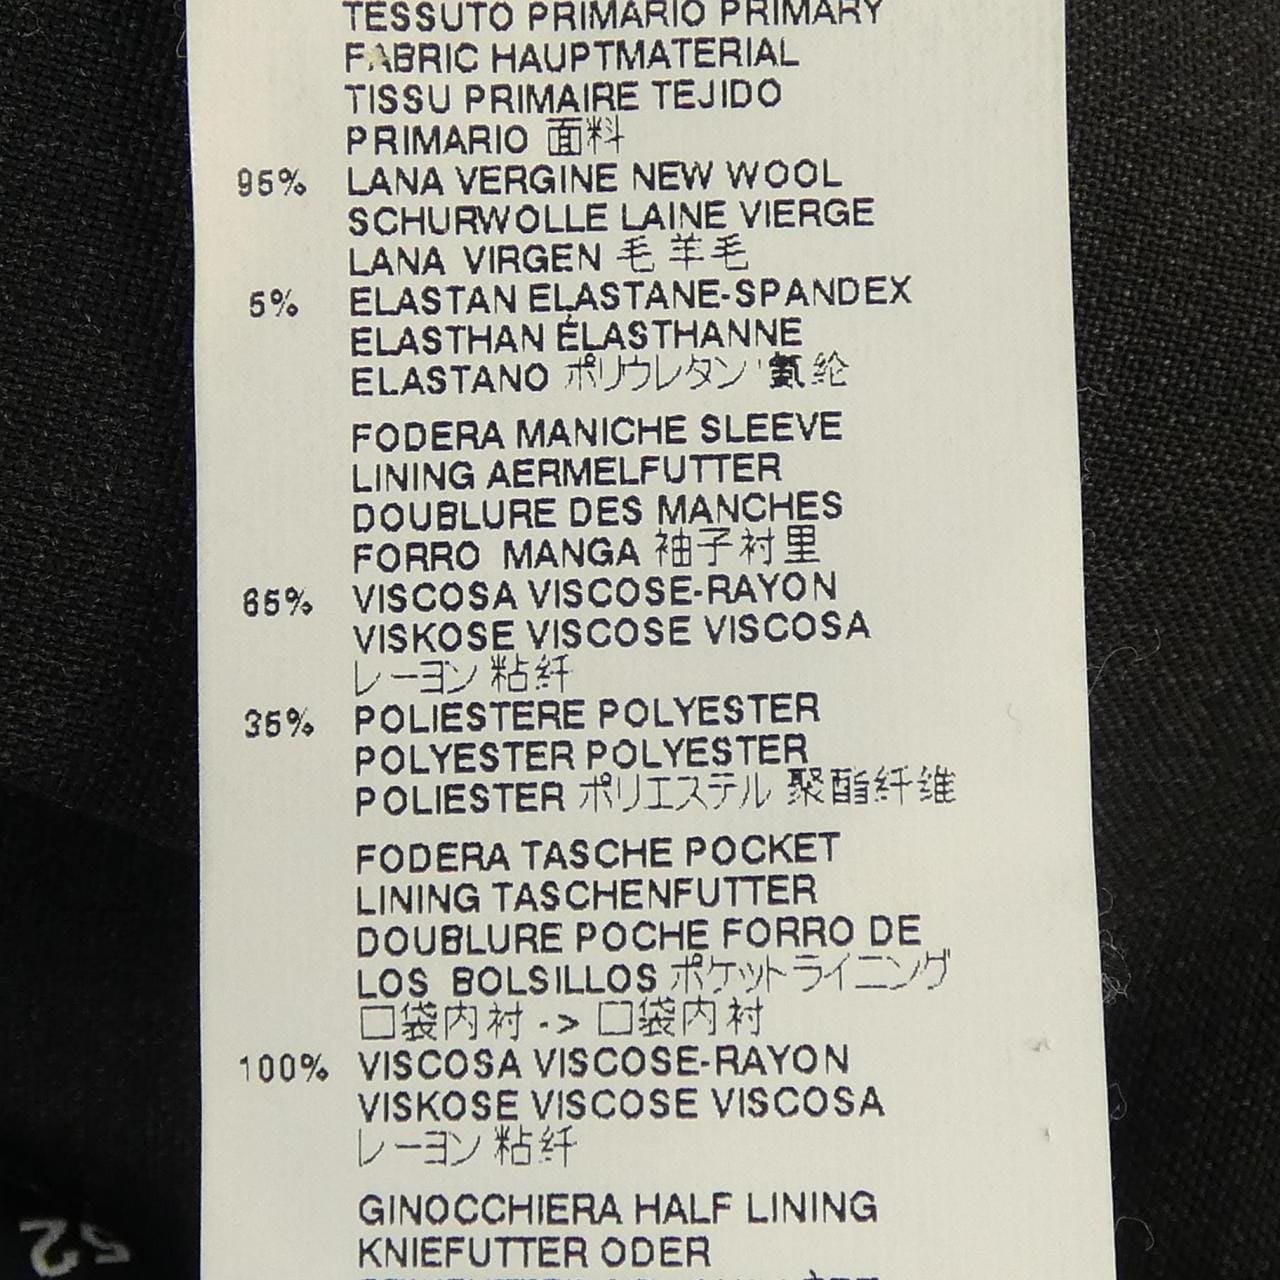 TESSUTO PRIMARIO PRIMARY
FABRIC HAUPTMATERIAL
TISSU PRIMAIRE TEJIDO
PRIMARIO 面料
95% LANA VERGINE NEW WOOL
SCHURWOLLE LAINE VIERGE
LANA VIRGEN 毛 羊毛
5% ELASTAN ELASTANE-SPANDEX
ELASTHAN ÉLASTHANNE
ELASTANO ポリウレタン 氨纶
FODERA MANICHE SLEEVE
LINING AERMELFUTTER
DOUBLURE DES MANCHES
FORRO MANGA 袖子衬里
65% VISCOSA VISCOSE-RAYON
VISKOSE VISCOSE VISCOSA
レーヨン 粘纤
35% POLIESTERE POLYESTER
POLYESTER POLYESTER
POLIESTER ポリエステル 聚酯纤维
FODERA TASCHE POCKET
LINING TASCHENFUTTER
DOUBLURE POCHE FORRO DE
LOS BOLSILLOS ポケットライニング
口袋内衬 -> 口袋内衬
100% VISCOSA VISCOSE-RAYON
VISKOSE VISCOSE VISCOSA
レーヨン 粘纤
GINOCCHIERA HALF LINING
KNIEFUTTER ODER
52